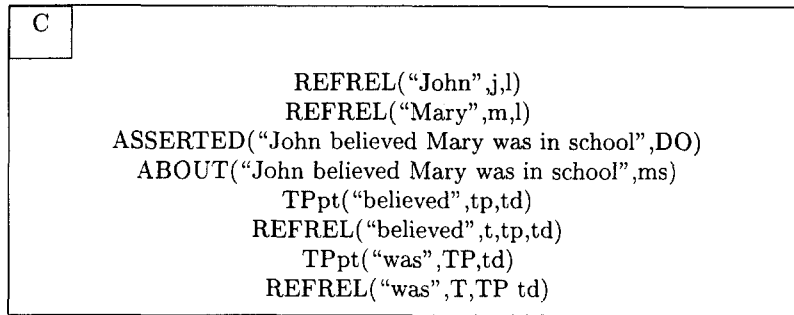 C
REFREL(“John”,j,l)
REFREL(“Mary”,m,l)
ASSERTED(“John believed Mary was in school”,DO)
ABOUT(“John believed Mary was in school”,ms)
TPpt(“believed”,tp,td)
REFREL(“believed”,t,tp,td)
TPpt(“was”,TP,td)
REFREL(“was”,T,TP td)